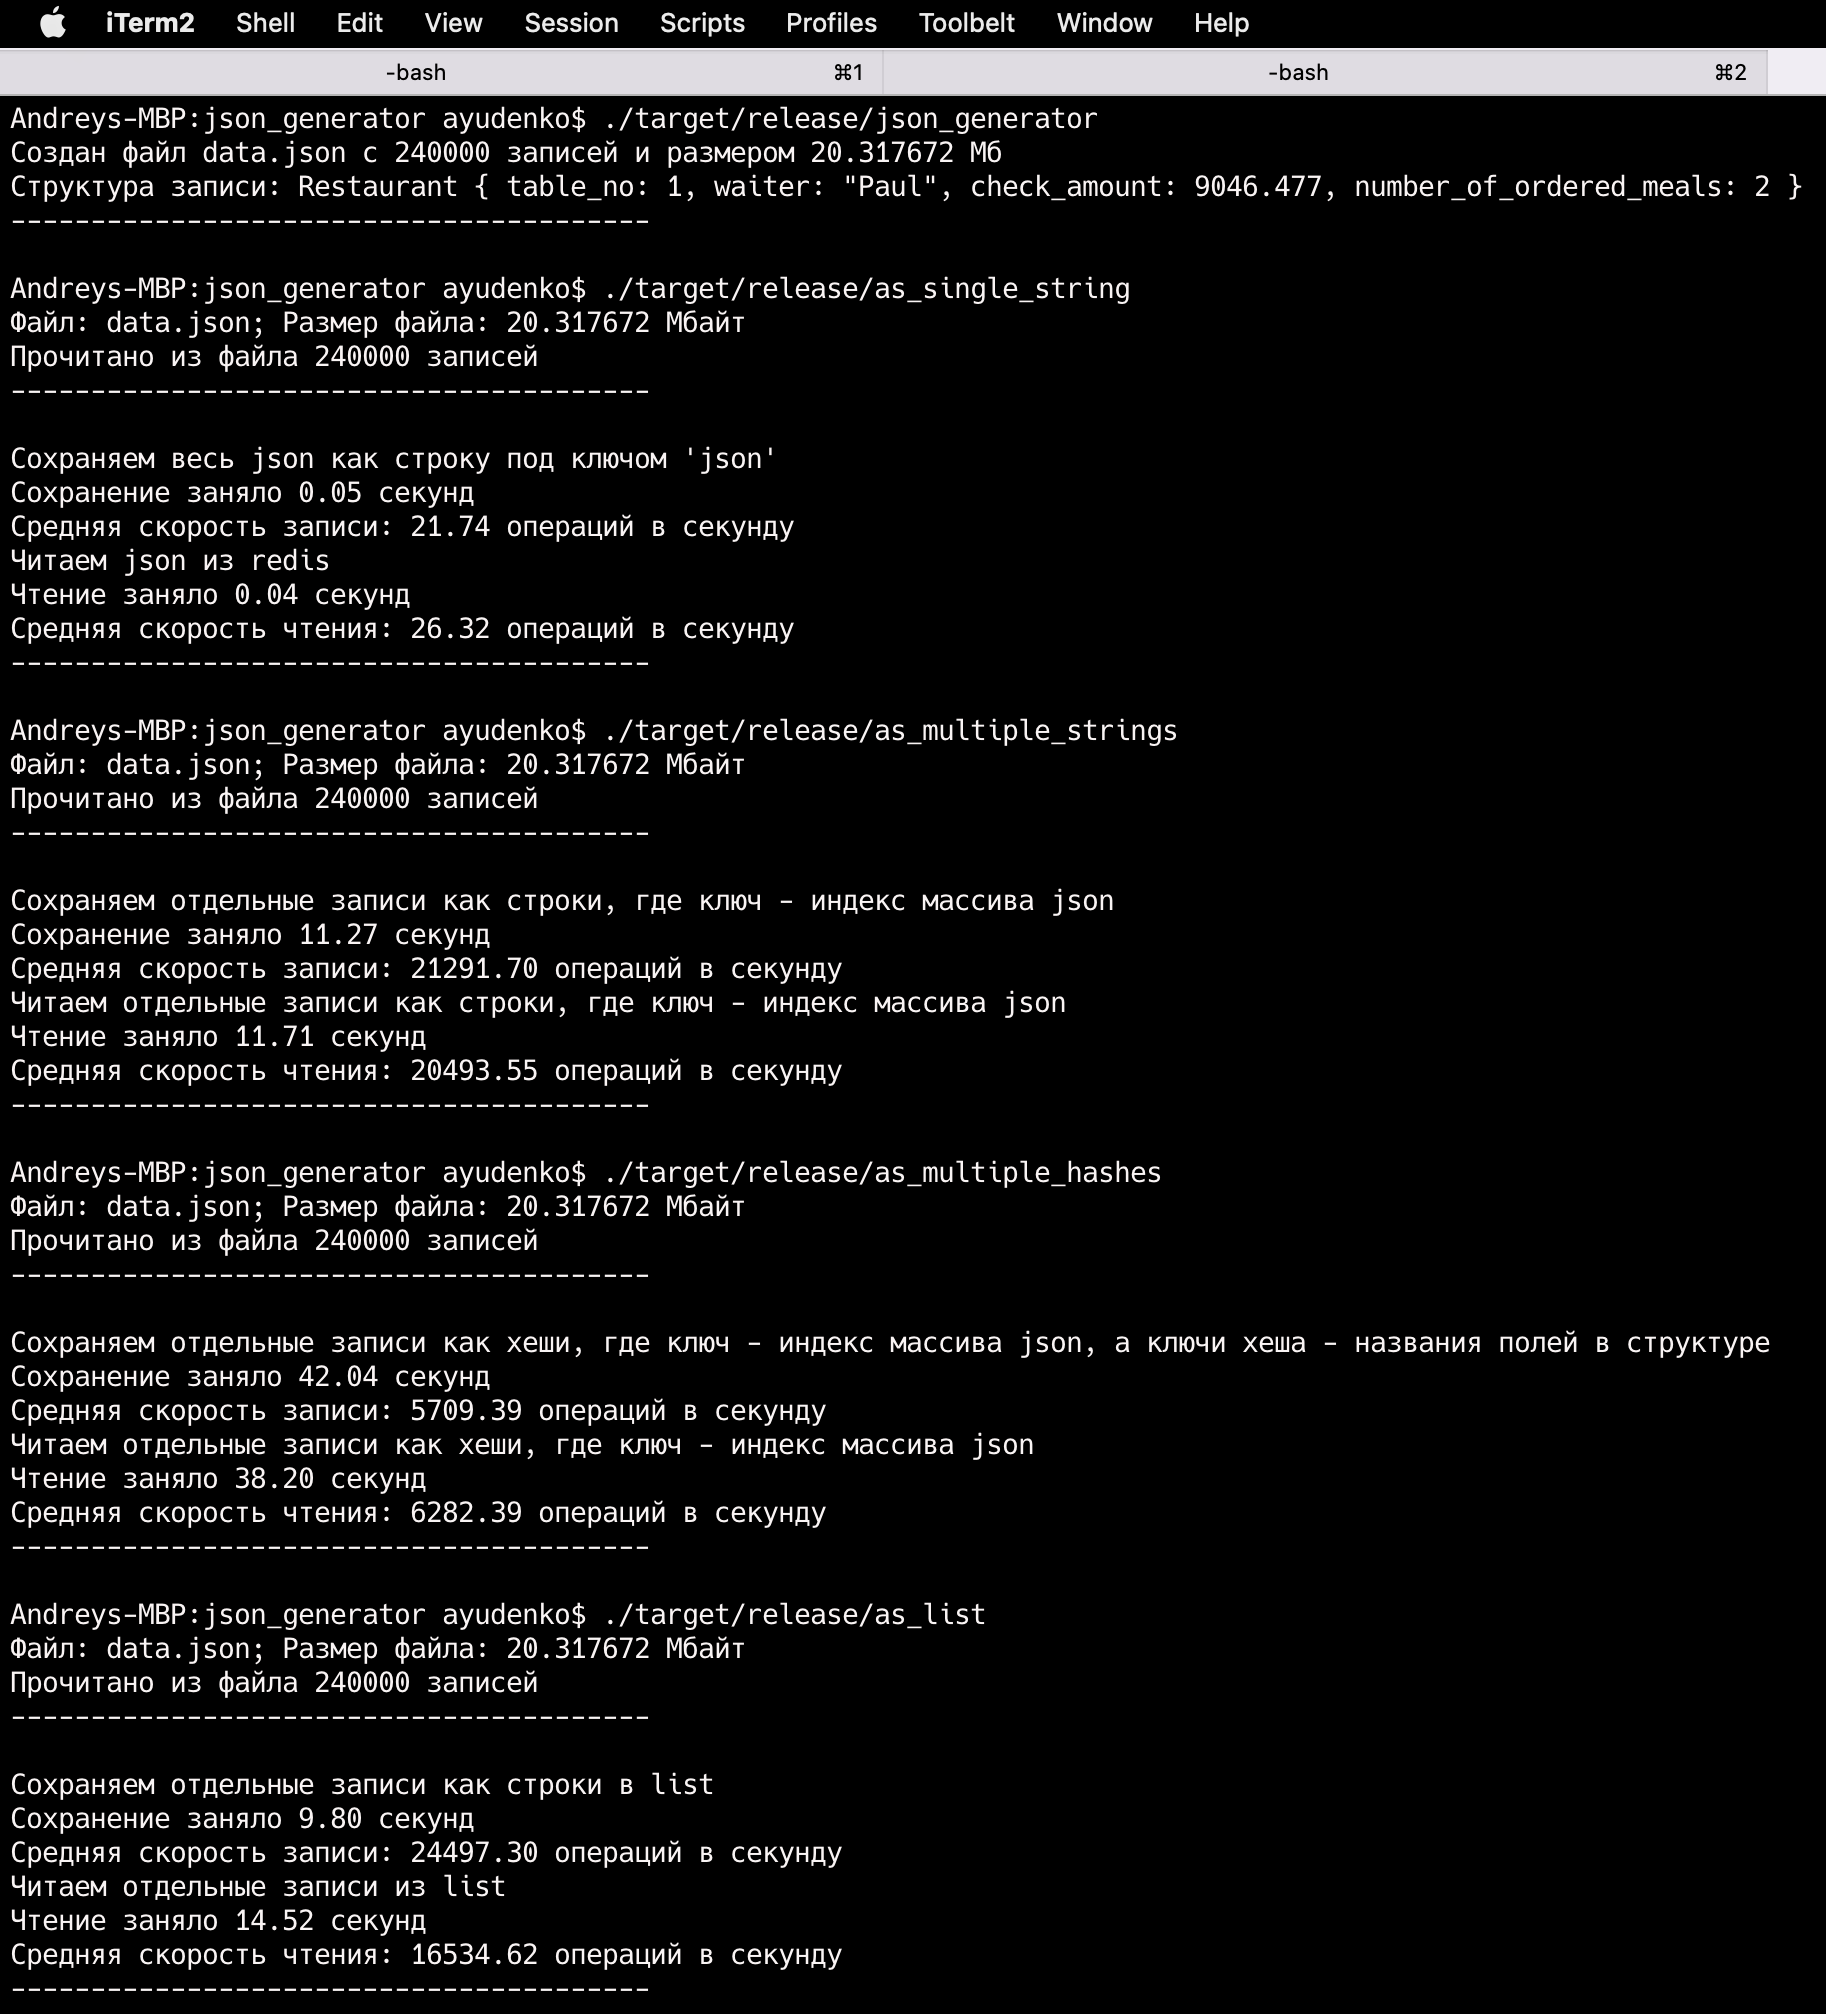 iTerm2 Shell Edit View Session Scripts Profiles Toolbelt Window Help
-bash ⌘1 -bash ⌘2
Andreys-MBP:json_generator ayudenko$ ./target/release/json_generator
Создан файл data.json с 240000 записей и размером 20.317672 Мб
Структура записи: Restaurant { table_no: 1, waiter: "Paul", check_amount: 9046.477, number_of_ordered_meals: 2 }
----------------------------------------
Andreys-MBP:json_generator ayudenko$ ./target/release/as_single_string
Файл: data.json; Размер файла: 20.317672 Мбайт
Прочитано из файла 240000 записей
----------------------------------------
Сохраняем весь json как строку под ключом 'json'
Сохранение заняло 0.05 секунд
Средняя скорость записи: 21.74 операций в секунду
Читаем json из redis
Чтение заняло 0.04 секунд
Средняя скорость чтения: 26.32 операций в секунду
----------------------------------------
Andreys-MBP:json_generator ayudenko$ ./target/release/as_multiple_strings
Файл: data.json; Размер файла: 20.317672 Мбайт
Прочитано из файла 240000 записей
----------------------------------------
Сохраняем отдельные записи как строки, где ключ - индекс массива json
Сохранение заняло 11.27 секунд
Средняя скорость записи: 21291.70 операций в секунду
Читаем отдельные записи как строки, где ключ - индекс массива json
Чтение заняло 11.71 секунд
Средняя скорость чтения: 20493.55 операций в секунду
----------------------------------------
Andreys-MBP:json_generator ayudenko$ ./target/release/as_multiple_hashes
Файл: data.json; Размер файла: 20.317672 Мбайт
Прочитано из файла 240000 записей
----------------------------------------
Сохраняем отдельные записи как хеши, где ключ - индекс массива json, а ключи хеша - названия полей в структуре
Сохранение заняло 42.04 секунд
Средняя скорость записи: 5709.39 операций в секунду
Читаем отдельные записи как хеши, где ключ - индекс массива json
Чтение заняло 38.20 секунд
Средняя скорость чтения: 6282.39 операций в секунду
----------------------------------------
Andreys-MBP:json_generator ayudenko$ ./target/release/as_list
Файл: data.json; Размер файла: 20.317672 Мбайт
Прочитано из файла 240000 записей
----------------------------------------
Сохраняем отдельные записи как строки в list
Сохранение заняло 9.80 секунд
Средняя скорость записи: 24497.30 операций в секунду
Читаем отдельные записи из list
Чтение заняло 14.52 секунд
Средняя скорость чтения: 16534.62 операций в секунду
----------------------------------------